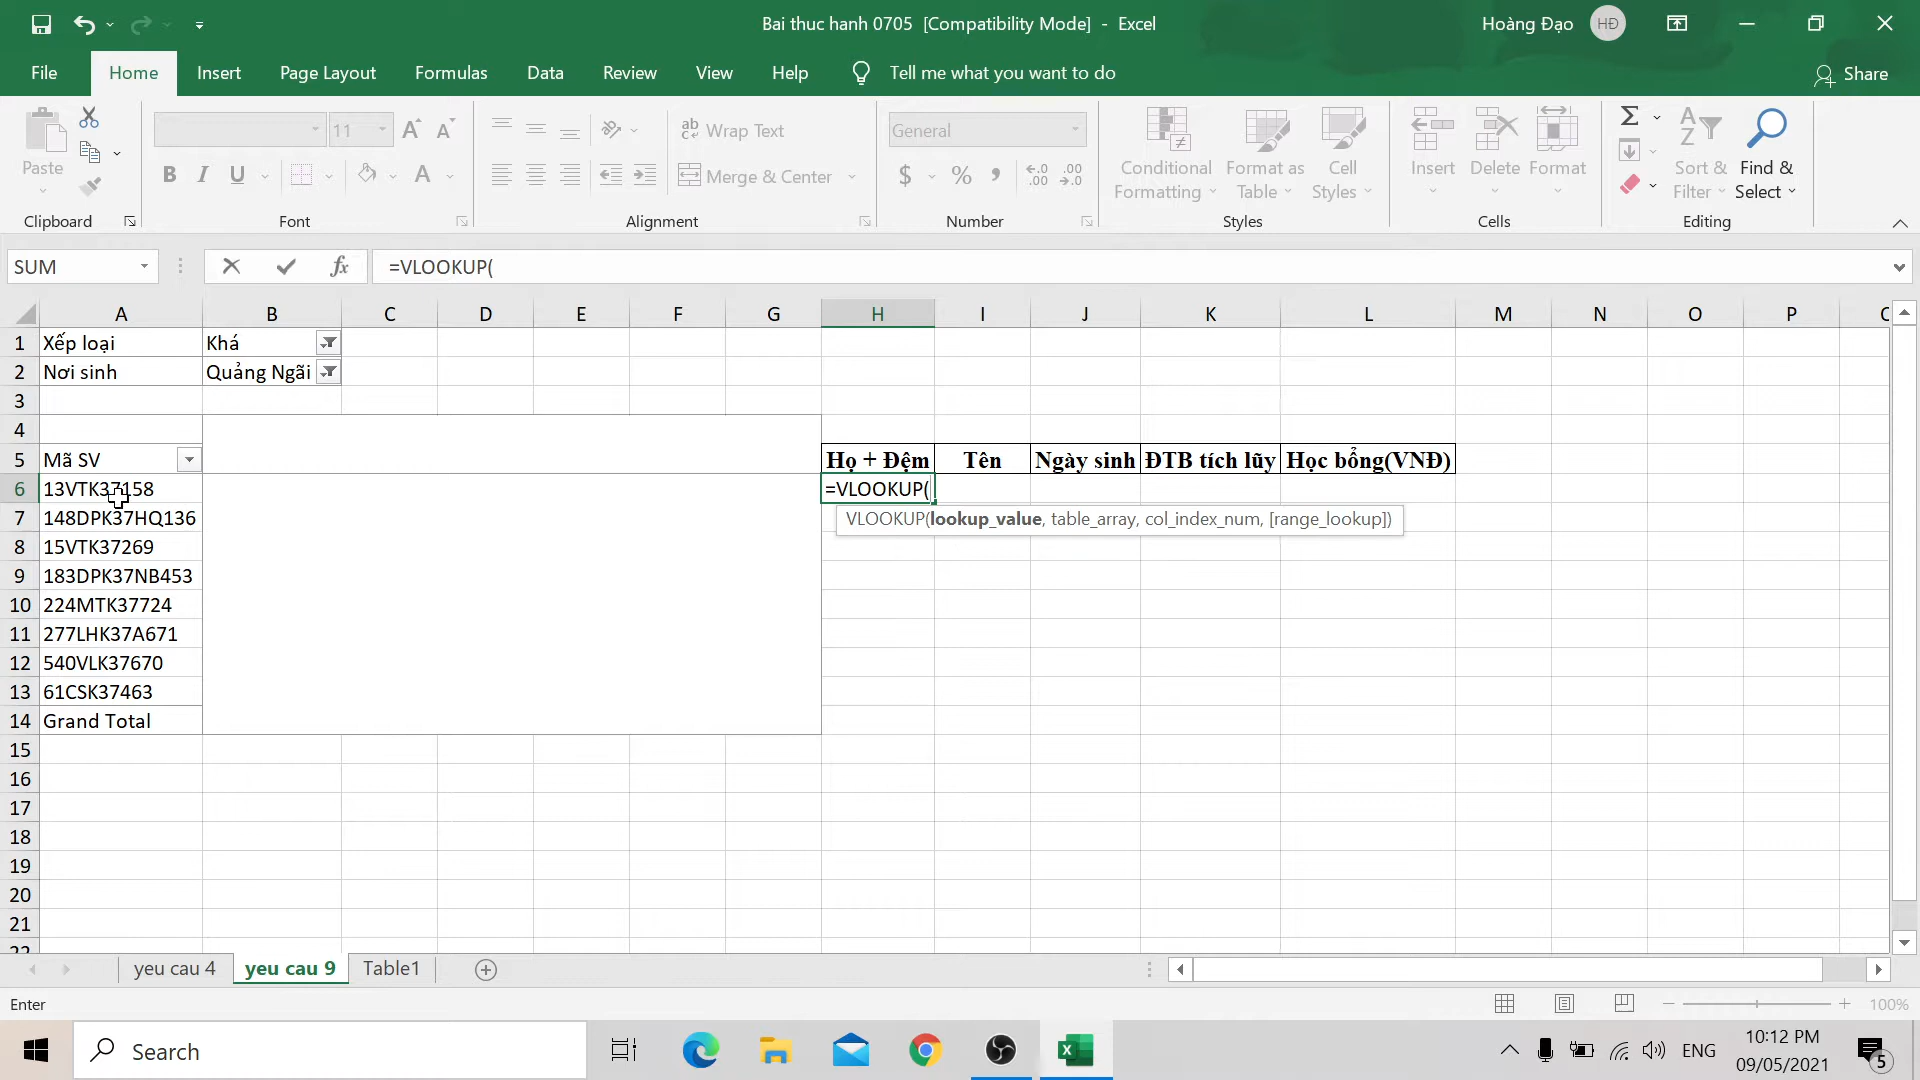 Bai thuc hanh 0705 [Compatibility Mode] - Excel
Hoàng Đạo HĐ
File Home Insert Page Layout Formulas Data Review View Help Tell me what you want to do Share
Paste
Clipboard
11
B I U
Font
Wrap Text
Merge & Center
Alignment
General
$ % ,
Number
Conditional Formatting
Format as Table
Cell Styles
Styles
Insert Delete Format
Cells
Sort & Filter
Find & Select
Editing
SUM fx =VLOOKUP(
A B C D E F G H I J K L M N O P
1 Xếp loại Khá
2 Nơi sinh Quảng Ngãi
3
4
5 Mã SV Họ + Đệm Tên Ngày sinh ĐTB tích lũy Học bổng(VNĐ)
6 13VTK37158 =VLOOKUP(
7 148DPK37HQ136 VLOOKUP(lookup_value, table_array, col_index_num, [range_lookup])
8 15VTK37269
9 183DPK37NB453
10 224MTK37724
11 277LHK37A671
12 540VLK37670
13 61CSK37463
14 Grand Total
15
16
17
18
19
20
21
22
yeu cau 4 yeu cau 9 Table1
Enter
100%
Search
ENG
10:12 PM
09/05/2021
5